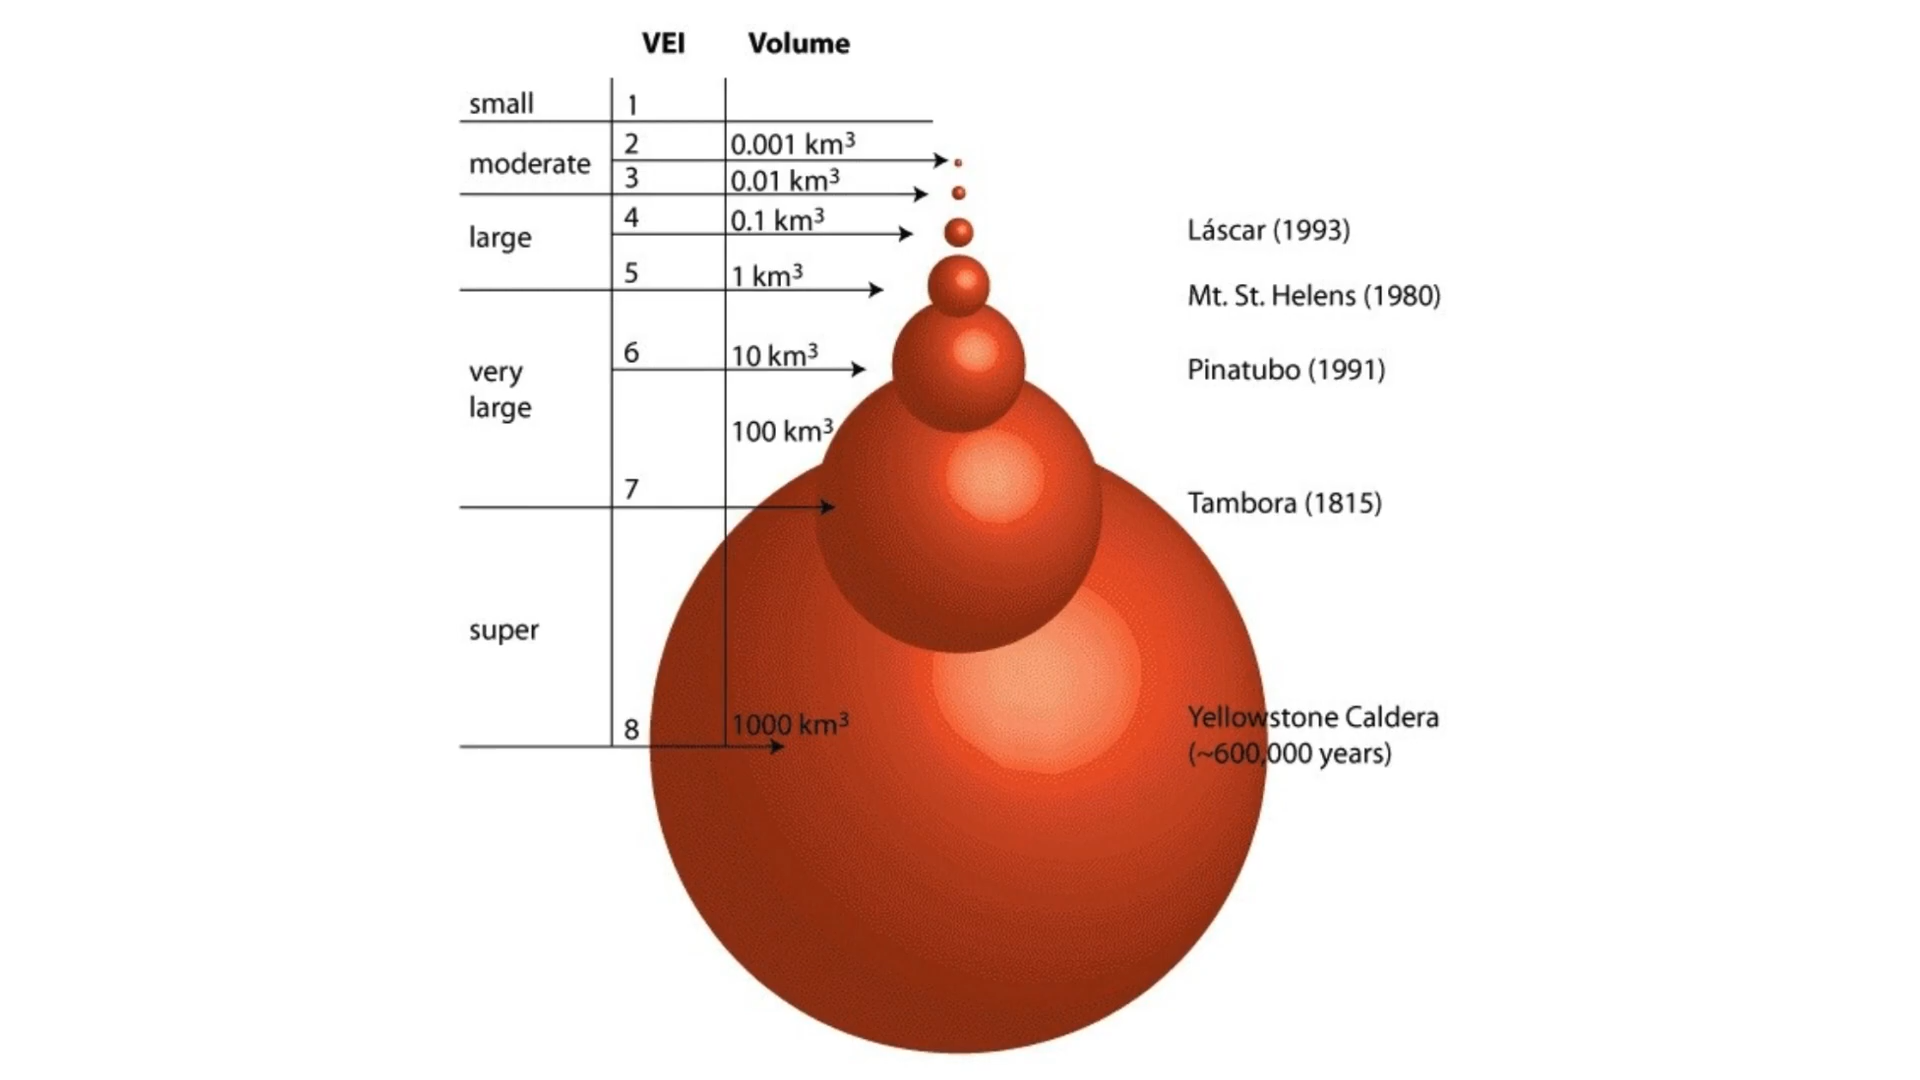 VEI Volume
small 1
2 0.001 km³
moderate
3 0.01 km³
4 0.1 km³
Láscar (1993)
large
5 1 km³
Mt. St. Helens (1980)
6 10 km³
Pinatubo (1991)
very
large
100 km³
7
Tambora (1815)
super
8 1000 km³
Yellowstone Caldera
(~600,000 years)